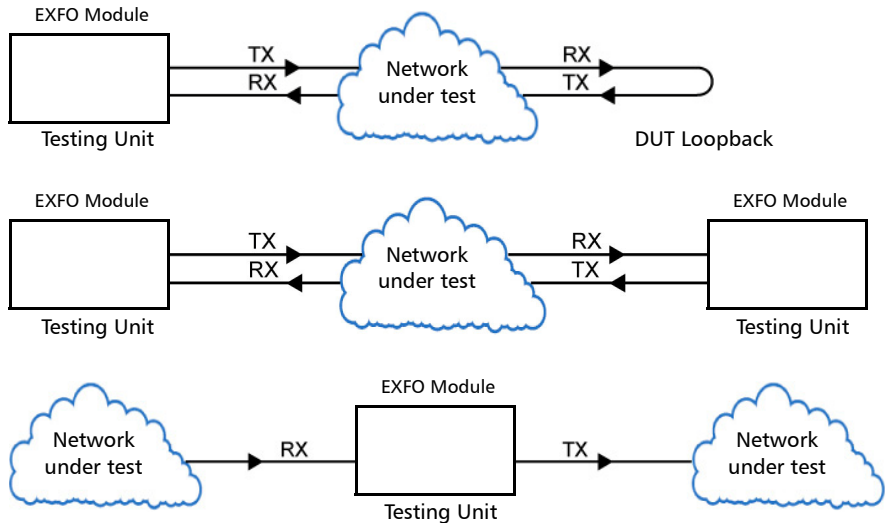 EXFO Module
TX
RX
Network
under test
RX
TX
Testing Unit
DUT Loopback
EXFO Module
EXFO Module
TX
RX
Network
under test
RX
TX
Testing Unit
Testing Unit
EXFO Module
Network
under test
RX
TX
Network
under test
Testing Unit